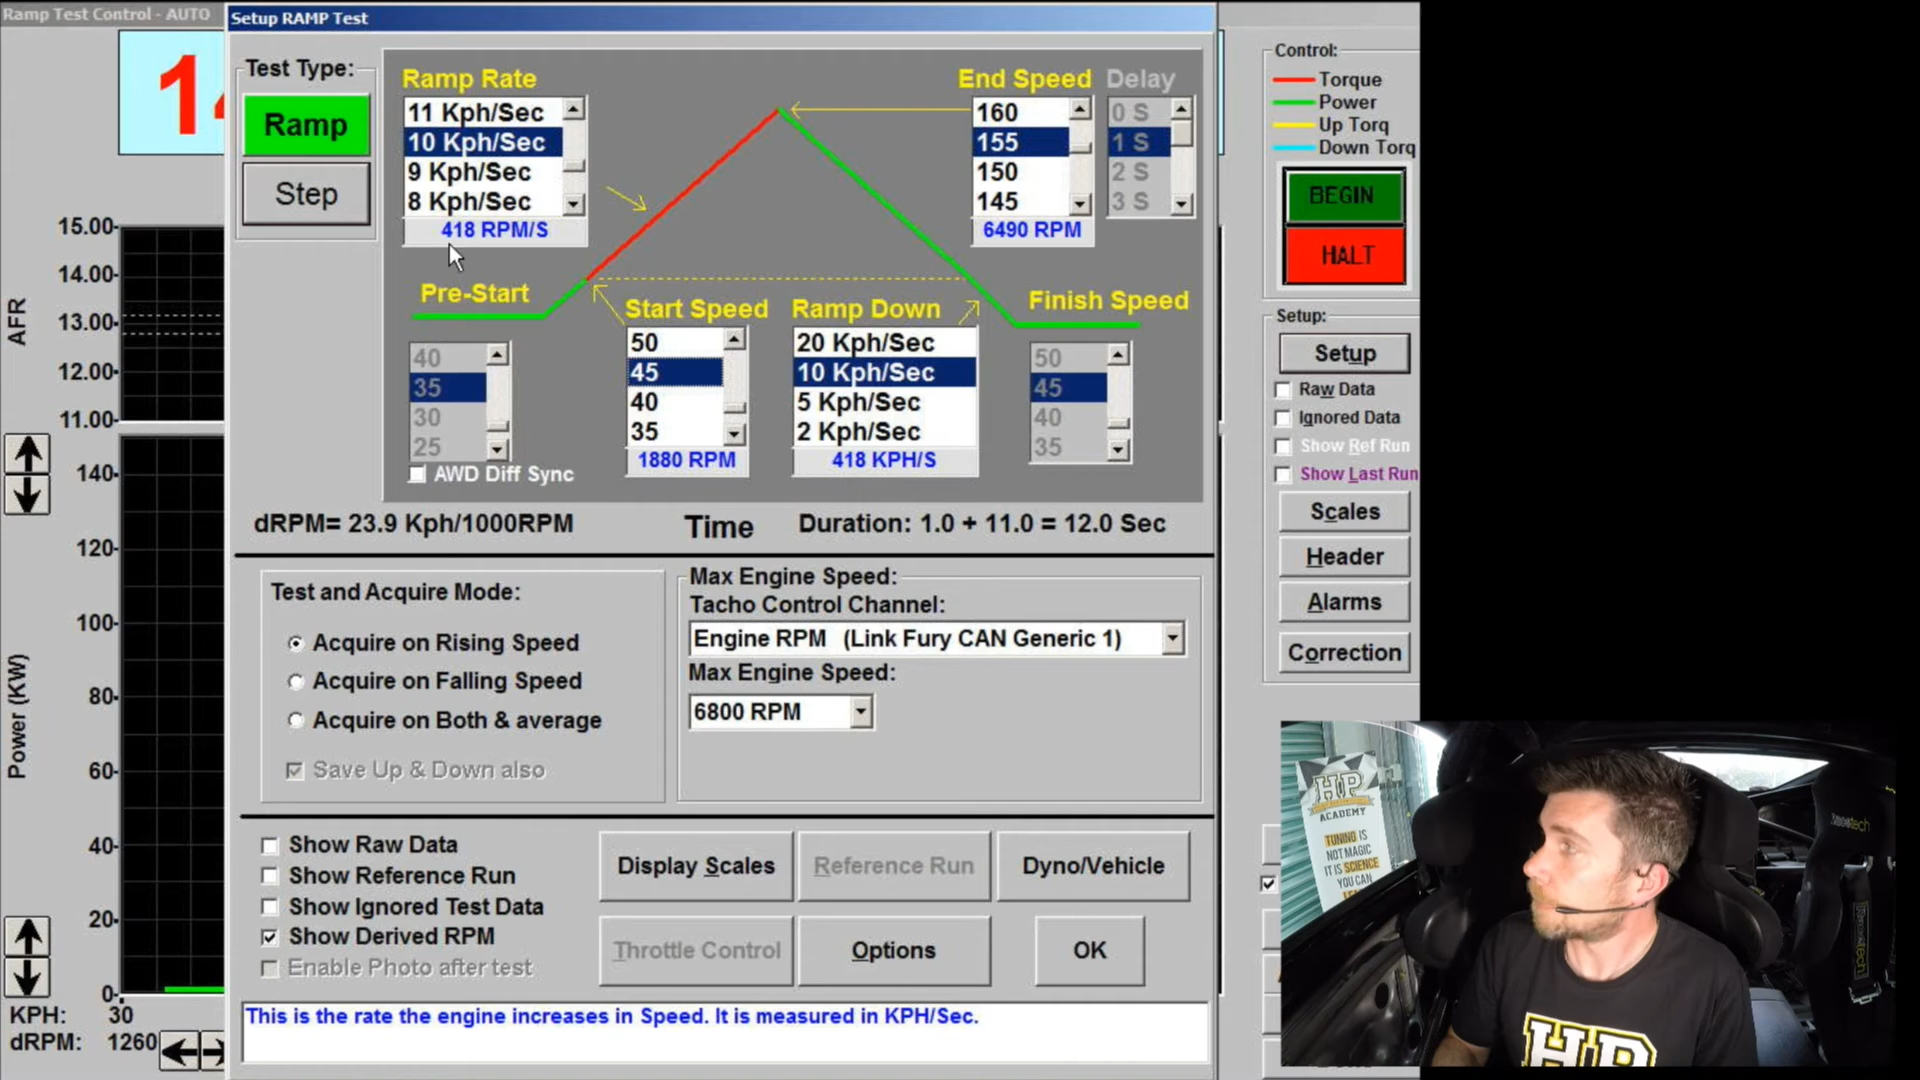 Ramp Test Control - AUTO
Setup RAMP Test
Test Type:
Ramp
Step
Ramp Rate
11 Kph/Sec
10 Kph/Sec
9 Kph/Sec
8 Kph/Sec
418 RPM/S
End Speed
160
155
150
145
6490 RPM
Delay
0 S
1 S
2 S
3 S
Pre-Start
40
35
30
25
AWD Diff Sync
Start Speed
50
45
40
35
1880 RPM
Ramp Down
20 Kph/Sec
10 Kph/Sec
5 Kph/Sec
2 Kph/Sec
418 KPH/S
Finish Speed
50
45
40
35
dRPM= 23.9 Kph/1000RPM
Time
Duration: 1.0 + 11.0 = 12.0 Sec
Test and Acquire Mode:
Acquire on Rising Speed
Acquire on Falling Speed
Acquire on Both & average
Save Up & Down also
Max Engine Speed:
Tacho Control Channel:
Engine RPM (Link Fury CAN Generic 1)
Max Engine Speed:
6800 RPM
Show Raw Data
Show Reference Run
Show Ignored Test Data
Show Derived RPM
Enable Photo after test
Display Scales
Reference Run
Dyno/Vehicle
Throttle Control
Options
OK
This is the rate the engine increases in Speed. It is measured in KPH/Sec.
AFR
15.00
14.00
13.00
12.00
11.00
Power (KW)
140
120
100
80
60
40
20
0
KPH: 30
dRPM: 1260
Control:
Torque
Power
Up Torq
Down Torq
BEGIN
HALT
Setup:
Setup
Raw Data
Ignored Data
Show Ref Run
Show Last Run
Scales
Header
Alarms
Correction
HP
ACADEMY
TUNING IS
NOT MAGIC
IT IS SCIENCE
YOU CAN
HP